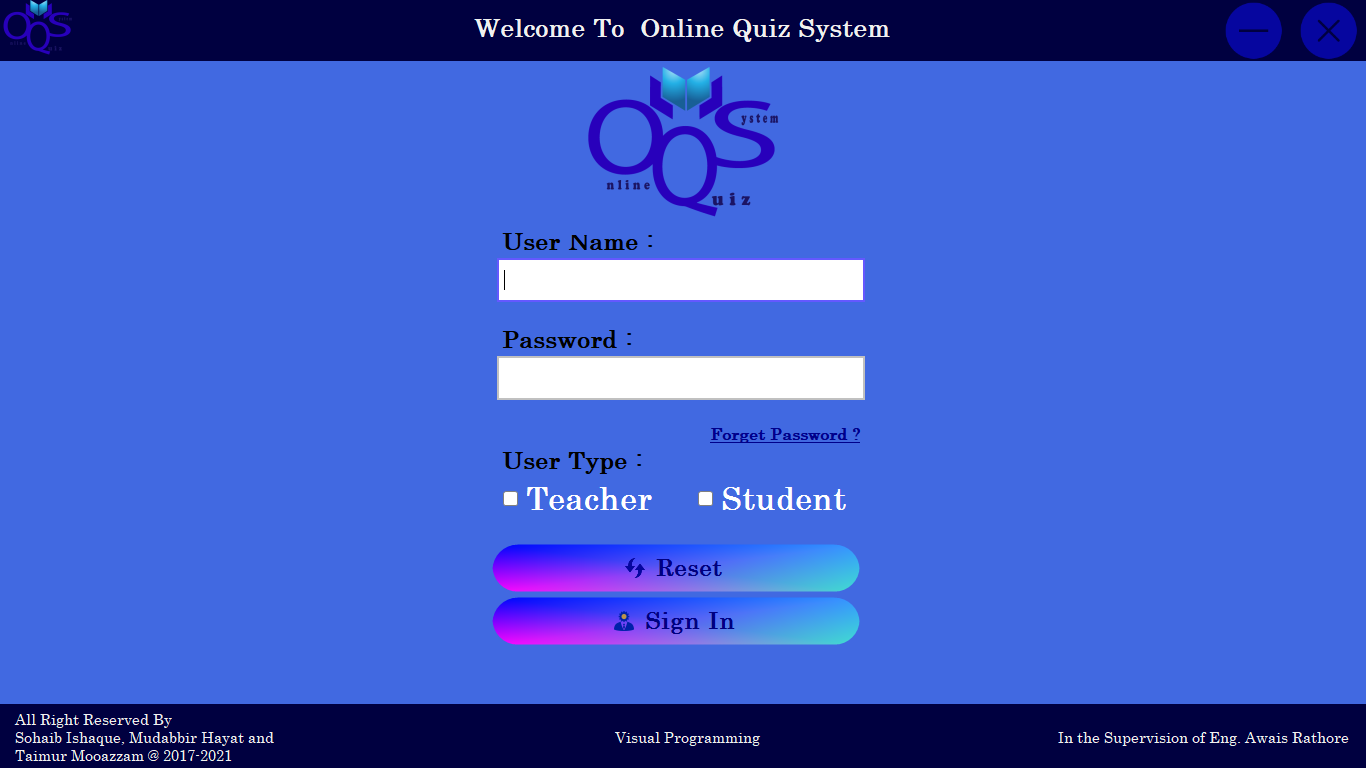 OQS
Welcome To  Online Quiz System
OQS
ystem
nline
uiz
User Name :
Password :
Forget Password ?
User Type :
Teacher Student
Reset
Sign In
All Right Reserved By
Sohaib Ishaque, Mudabbir Hayat and
Taimur Mooazzam @ 2017-2021
Visual Programming
In the Supervision of Eng. Awais Rathore